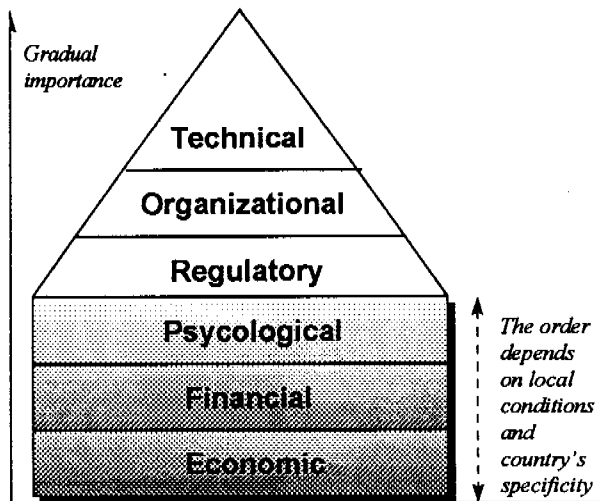 Gradual
importance
Technical
Organizational
Regulatory
Psycological
Financial
Economic
The order
depends
on local
conditions
and
country's
specificity